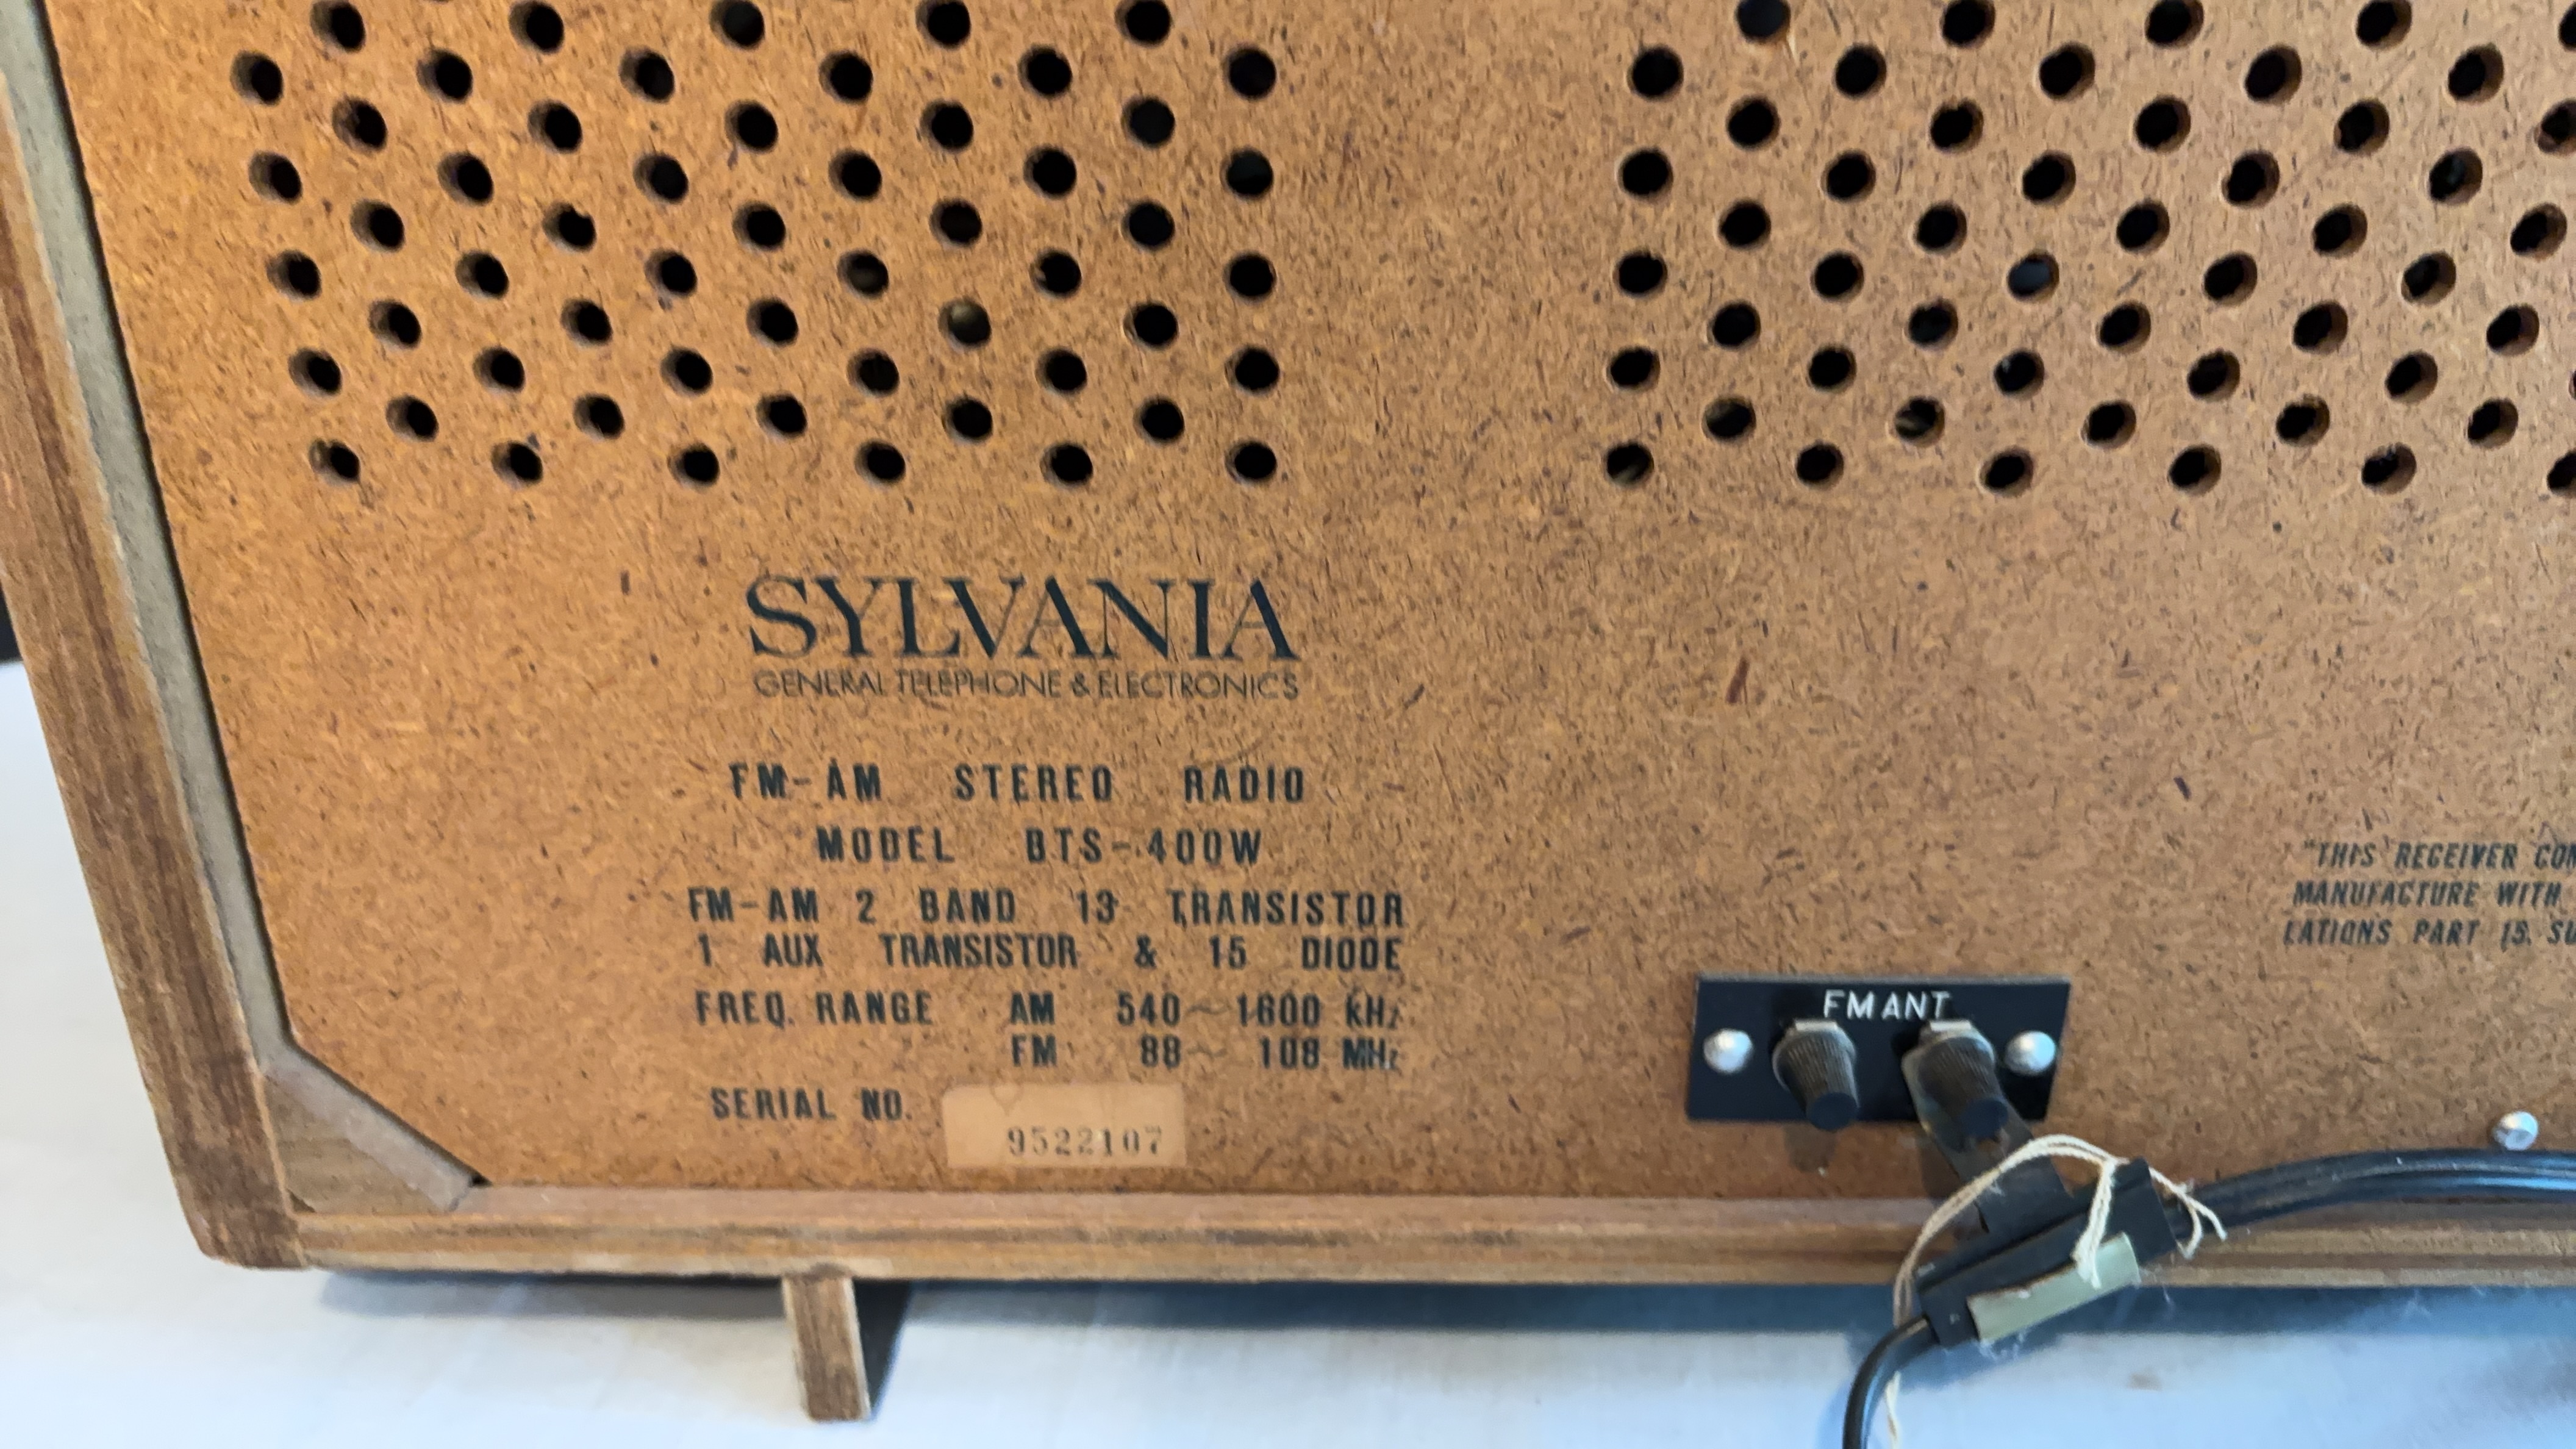 SYLVANIA
GENERAL TELEPHONE & ELECTRONICS
FM-AM STEREO RADIO
MODEL BTS-400W
FM-AM 2 BAND 13 TRANSISTOR
1 AUX TRANSISTOR & 15 DIODE
FREQ. RANGE AM 540~1600 kHz
FM 88~ 108 MHz
SERIAL NO.
9522107
"THIS RECEIVER
MANUFACTURE WITH
LATIONS PART 15.
FM ANT